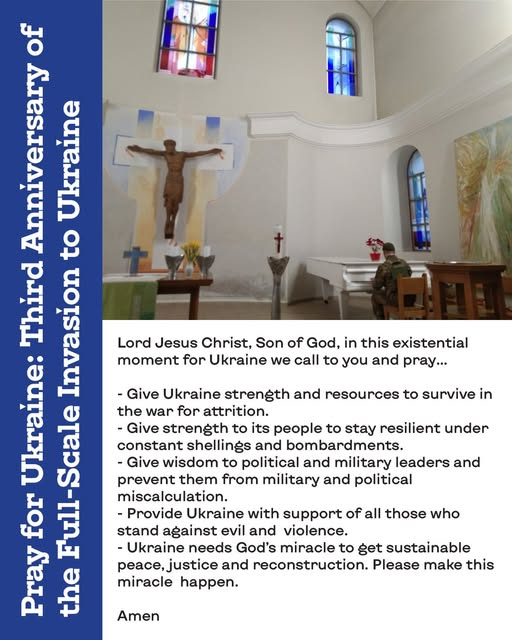 Pray for Ukraine: Third Anniversary of
the Full-Scale Invasion to Ukraine
Lord Jesus Christ, Son of God, in this existential
moment for Ukraine we call to you and pray...
- Give Ukraine strength and resources to survive in
the war for attrition.
- Give strength to its people to stay resilient under
constant shellings and bombardments.
- Give wisdom to political and military leaders and
prevent them from military and political
miscalculation.
- Provide Ukraine with support of all those who
stand against evil and  violence.
- Ukraine needs God's miracle to get sustainable
peace, justice and reconstruction. Please make this
miracle  happen.
Amen